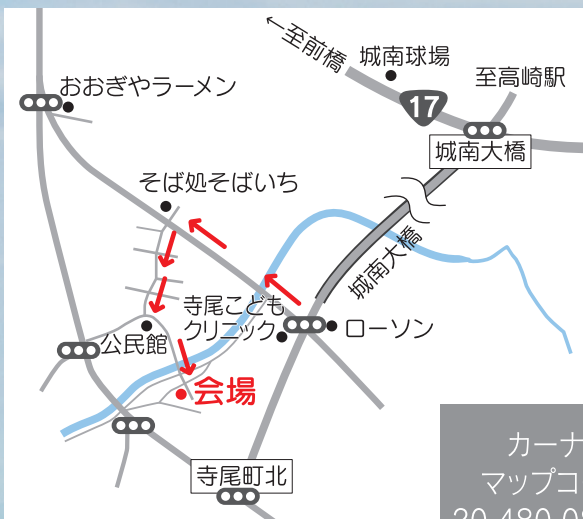 ←至前橋
城南球場
至高崎駅
おおぎやラーメン
17
城南大橋
そば処そばいち
城南大橋
寺尾こども
クリニック
ローソン
公民館
会場
寺尾町北
カーナ
マップコ